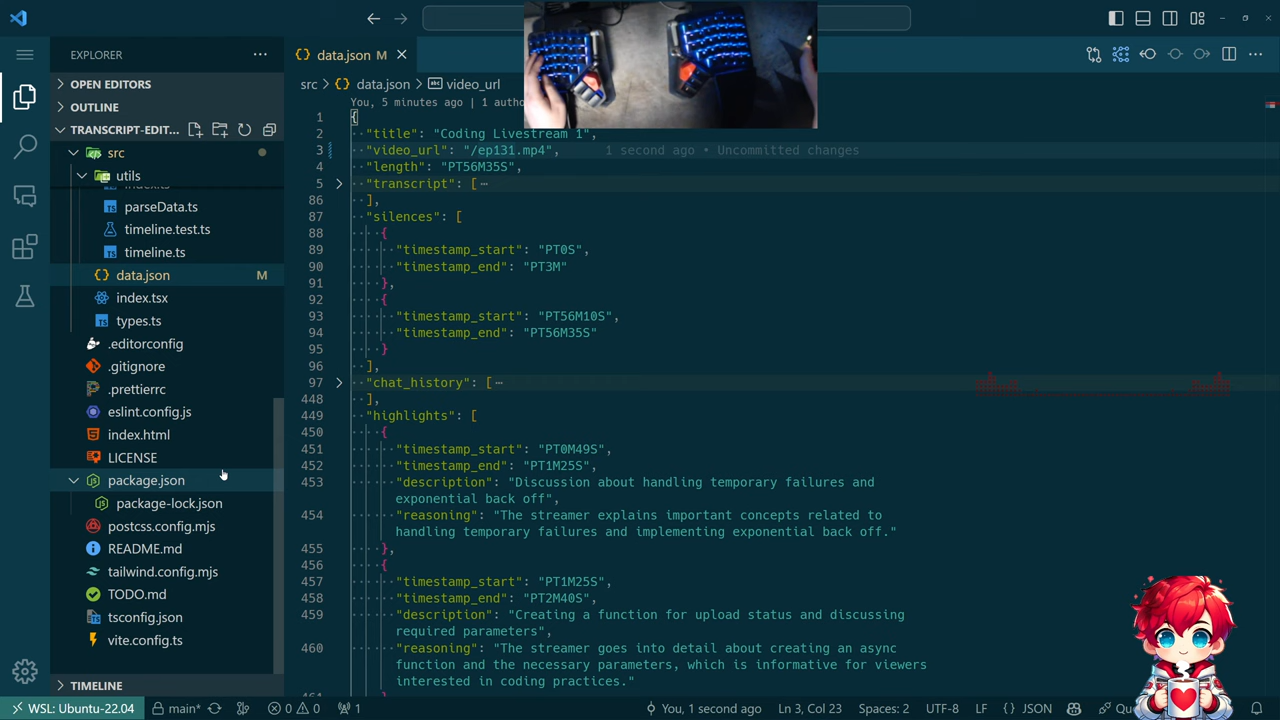 EXPLORER
OPEN EDITORS
OUTLINE
TRANSCRIPT-EDIT...
src
utils
parseData.ts
timeline.test.ts
timeline.ts
data.json M
index.tsx
types.ts
.editorconfig
.gitignore
.prettierrc
eslint.config.js
index.html
LICENSE
package.json
package-lock.json
postcss.config.mjs
README.md
tailwind.config.mjs
TODO.md
tsconfig.json
vite.config.ts
TIMELINE
data.json M
src > data.json > video_url
You, 5 minutes ago | 1 autho
1 {
2 "title": "Coding Livestream 1",
3 "video_url": "/ep131.mp4", 1 second ago • Uncommitted changes
4 "length": "PT56M35S",
5 "transcript": [ ⋯
86 ],
87 "silences": [
88 {
89 "timestamp_start": "PT0S",
90 "timestamp_end": "PT3M"
91 },
92 {
93 "timestamp_start": "PT56M10S",
94 "timestamp_end": "PT56M35S"
95 }
96 ],
97 "chat_history": [ ⋯
448 ],
449 "highlights": [
450 {
451 "timestamp_start": "PT0M49S",
452 "timestamp_end": "PT1M25S",
453 "description": "Discussion about handling temporary failures and
exponential back off",
454 "reasoning": "The streamer explains important concepts related to
handling temporary failures and implementing exponential back off."
455 },
456 {
457 "timestamp_start": "PT1M25S",
458 "timestamp_end": "PT2M40S",
459 "description": "Creating a function for upload status and discussing
required parameters",
460 "reasoning": "The streamer goes into detail about creating an async
function and the necessary parameters, which is informative for viewers
interested in coding practices."
WSL: Ubuntu-22.04 main* 0 0 1 You, 1 second ago Ln 3, Col 23 Spaces: 2 UTF-8 LF {} JSON